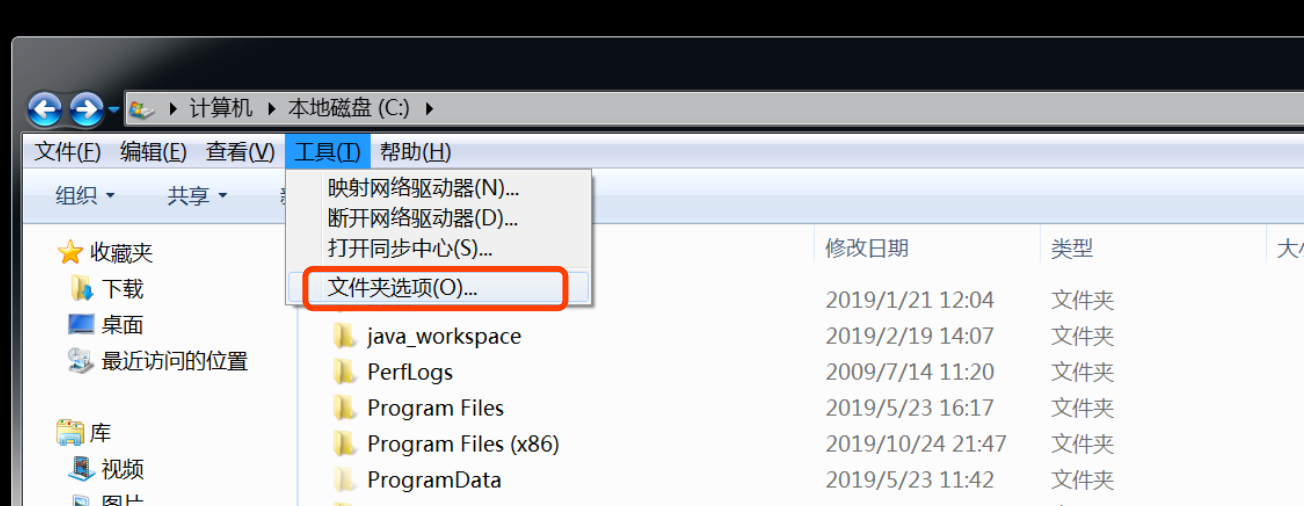 计算机 本地磁盘 (C:)
文件(F) 编辑(E) 查看(V) 工具(T) 帮助(H)
组织 共享
映射网络驱动器(N)...
断开网络驱动器(D)...
打开同步中心(S)...
文件夹选项(O)...
收藏夹
下载
桌面
最近访问的位置
库
视频
图片
修改日期 类型
2019/1/21 12:04 文件夹
java_workspace 2019/2/19 14:07 文件夹
PerfLogs 2009/7/14 11:20 文件夹
Program Files 2019/5/23 16:17 文件夹
Program Files (x86) 2019/10/24 21:47 文件夹
ProgramData 2019/5/23 11:42 文件夹